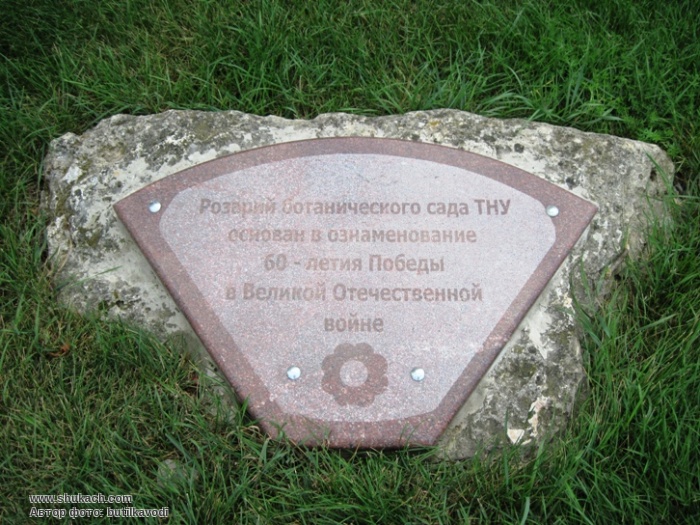 Розарий ботанического сада ТНУ
основан в ознаменование
60 - летия Победы
в Великой Отечественной
войне
www.shukach.com
Автор фото: butilkavodi